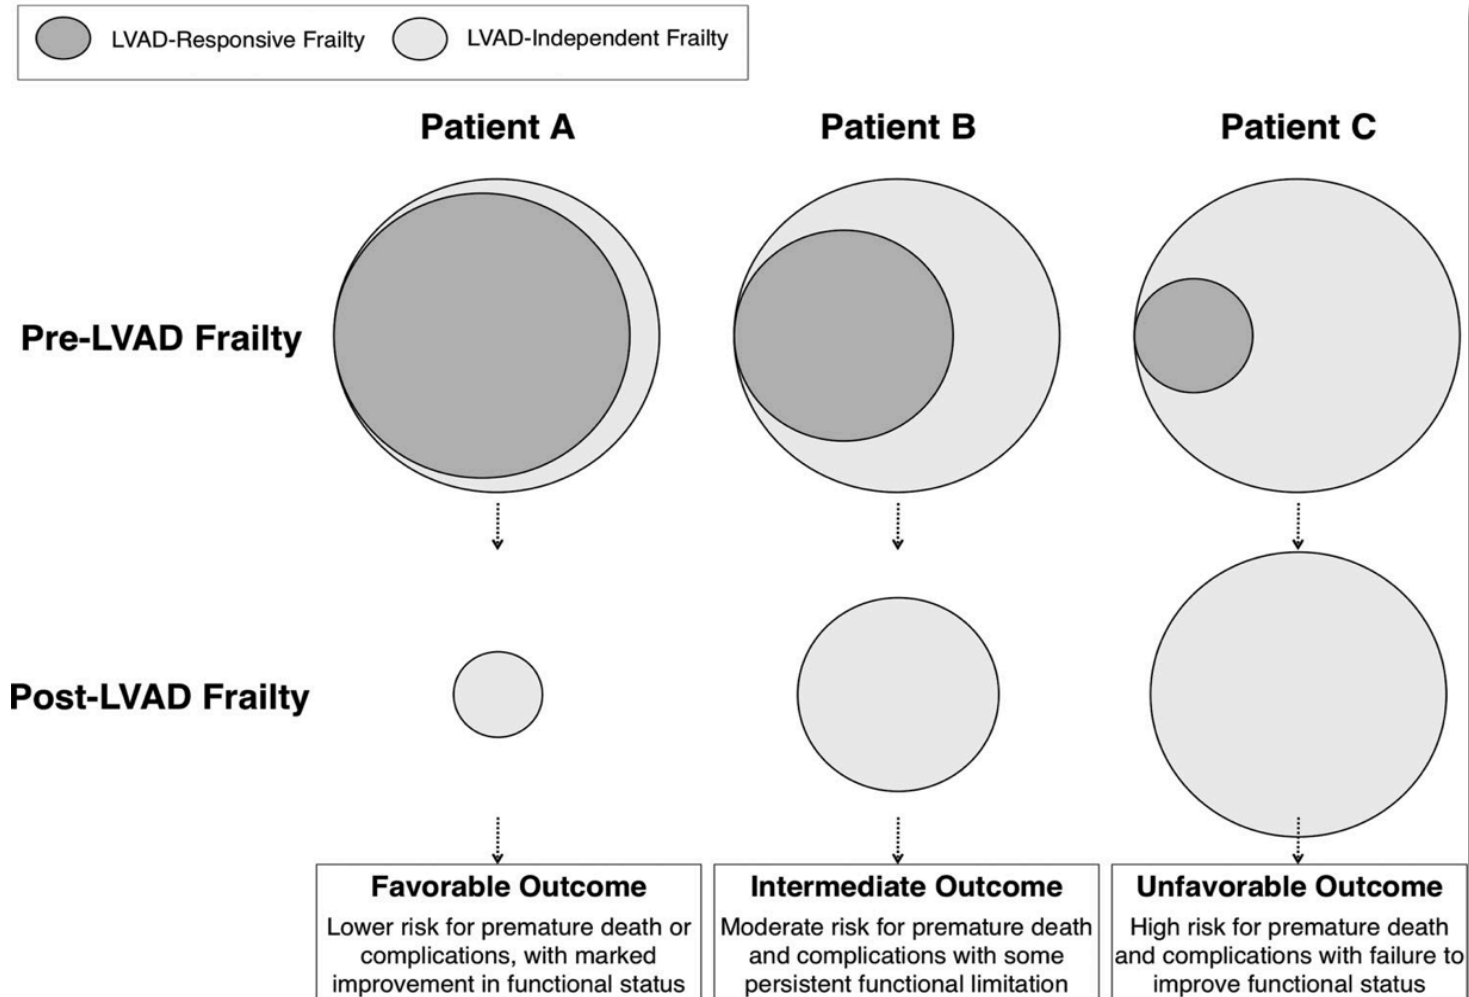 LVAD-Responsive Frailty
LVAD-Independent Frailty
Patient A
Patient B
Patient C
Pre-LVAD Frailty
Post-LVAD Frailty
Favorable Outcome
Lower risk for premature death or
complications, with marked
improvement in functional status
Intermediate Outcome
Moderate risk for premature death
and complications with some
persistent functional limitation
Unfavorable Outcome
High risk for premature death
and complications with failure to
improve functional status